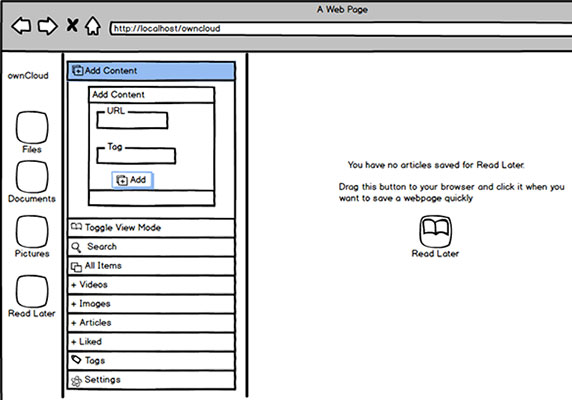 A Web Page
http://localhost/owncloud
ownCloud
Files
Documents
Pictures
Read Later
Add Content
Add Content
URL
Tag
Add
Toggle View Mode
Search
All Items
+ Videos
+ Images
+ Articles
+ Liked
Tags
Settings
You have no articles saved for Read Later.
Drag this button to your browser and click it when you
want to save a webpage quickly
Read Later